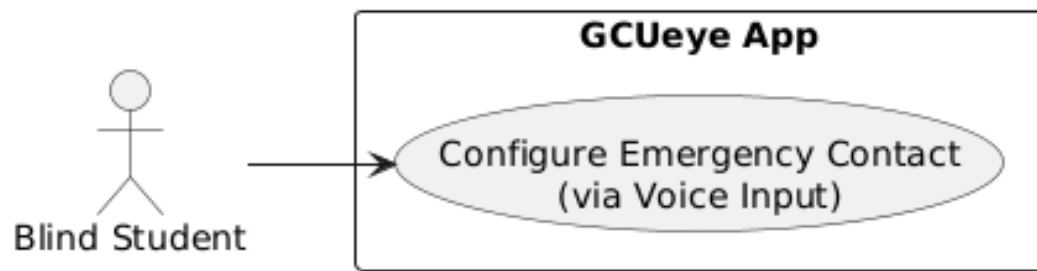 GCUeye App
Configure Emergency Contact
(via Voice Input)
Blind Student